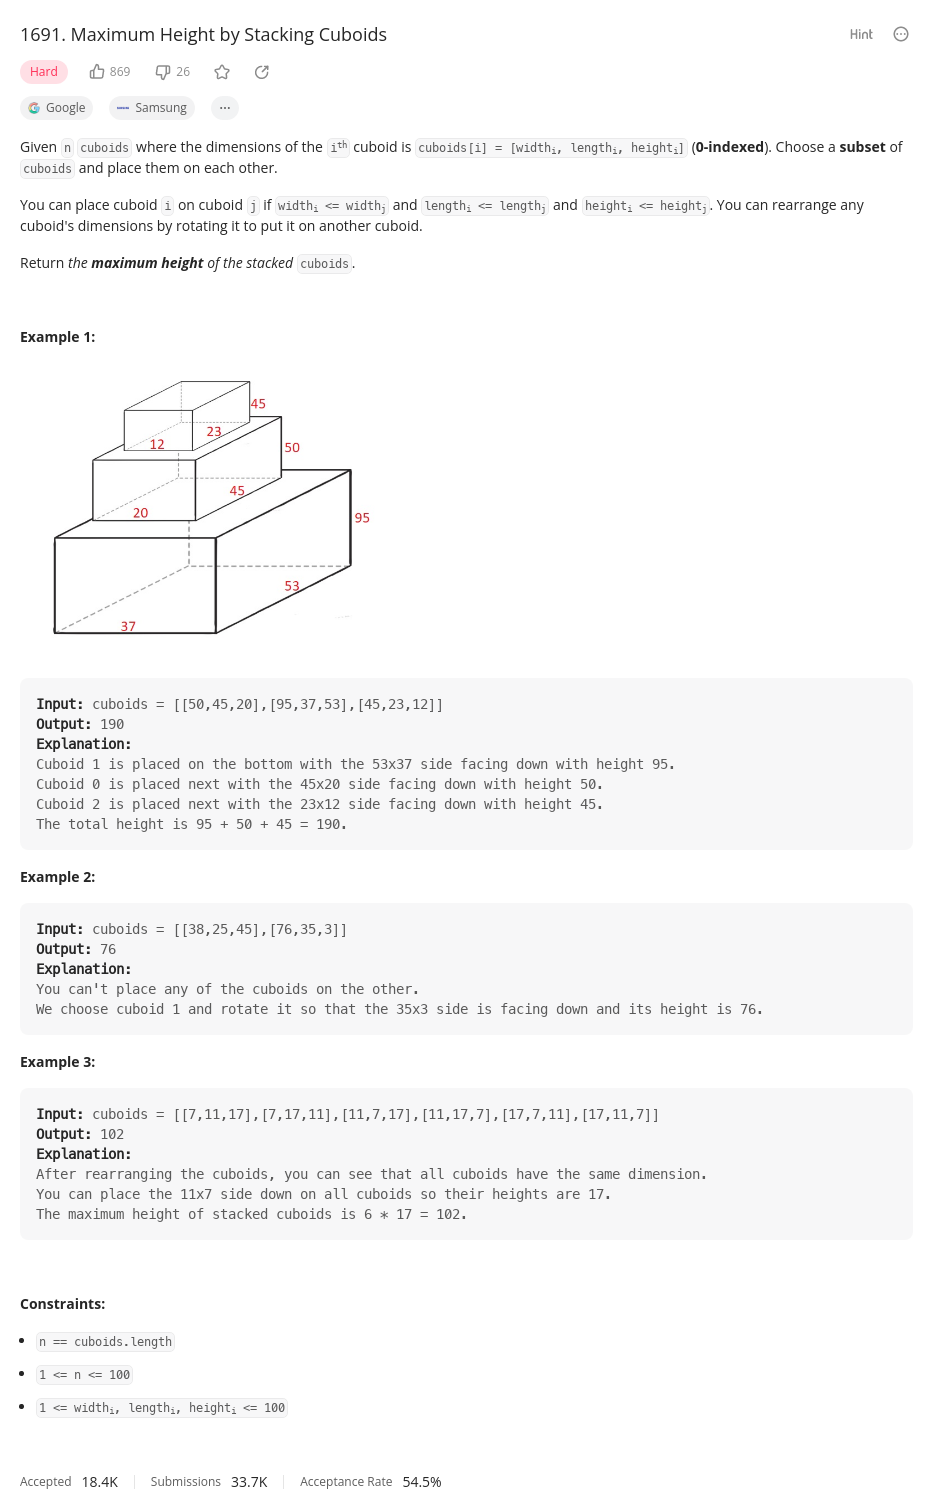 1691. Maximum Height by Stacking Cuboids
Hint
Hard 869 26
Google Samsung ...
Given n cuboids where the dimensions of the iᵗʰ cuboid is cuboids[i] = [widthᵢ, lengthᵢ, heightᵢ] (0-indexed). Choose a subset of
cuboids and place them on each other.
You can place cuboid i on cuboid j if widthᵢ <= widthⱼ and lengthᵢ <= lengthⱼ and heightᵢ <= heightⱼ. You can rearrange any
cuboid's dimensions by rotating it to put it on another cuboid.
Return the maximum height of the stacked cuboids.
Example 1:
45
23
12
50
45
20
95
53
37
Input: cuboids = [[50,45,20],[95,37,53],[45,23,12]]
Output: 190
Explanation:
Cuboid 1 is placed on the bottom with the 53x37 side facing down with height 95.
Cuboid 0 is placed next with the 45x20 side facing down with height 50.
Cuboid 2 is placed next with the 23x12 side facing down with height 45.
The total height is 95 + 50 + 45 = 190.
Example 2:
Input: cuboids = [[38,25,45],[76,35,3]]
Output: 76
Explanation:
You can't place any of the cuboids on the other.
We choose cuboid 1 and rotate it so that the 35x3 side is facing down and its height is 76.
Example 3:
Input: cuboids = [[7,11,17],[7,17,11],[11,7,17],[11,17,7],[17,7,11],[17,11,7]]
Output: 102
Explanation:
After rearranging the cuboids, you can see that all cuboids have the same dimension.
You can place the 11x7 side down on all cuboids so their heights are 17.
The maximum height of stacked cuboids is 6 * 17 = 102.
Constraints:
• n == cuboids.length
• 1 <= n <= 100
• 1 <= widthᵢ, lengthᵢ, heightᵢ <= 100
Accepted 18.4K Submissions 33.7K Acceptance Rate 54.5%